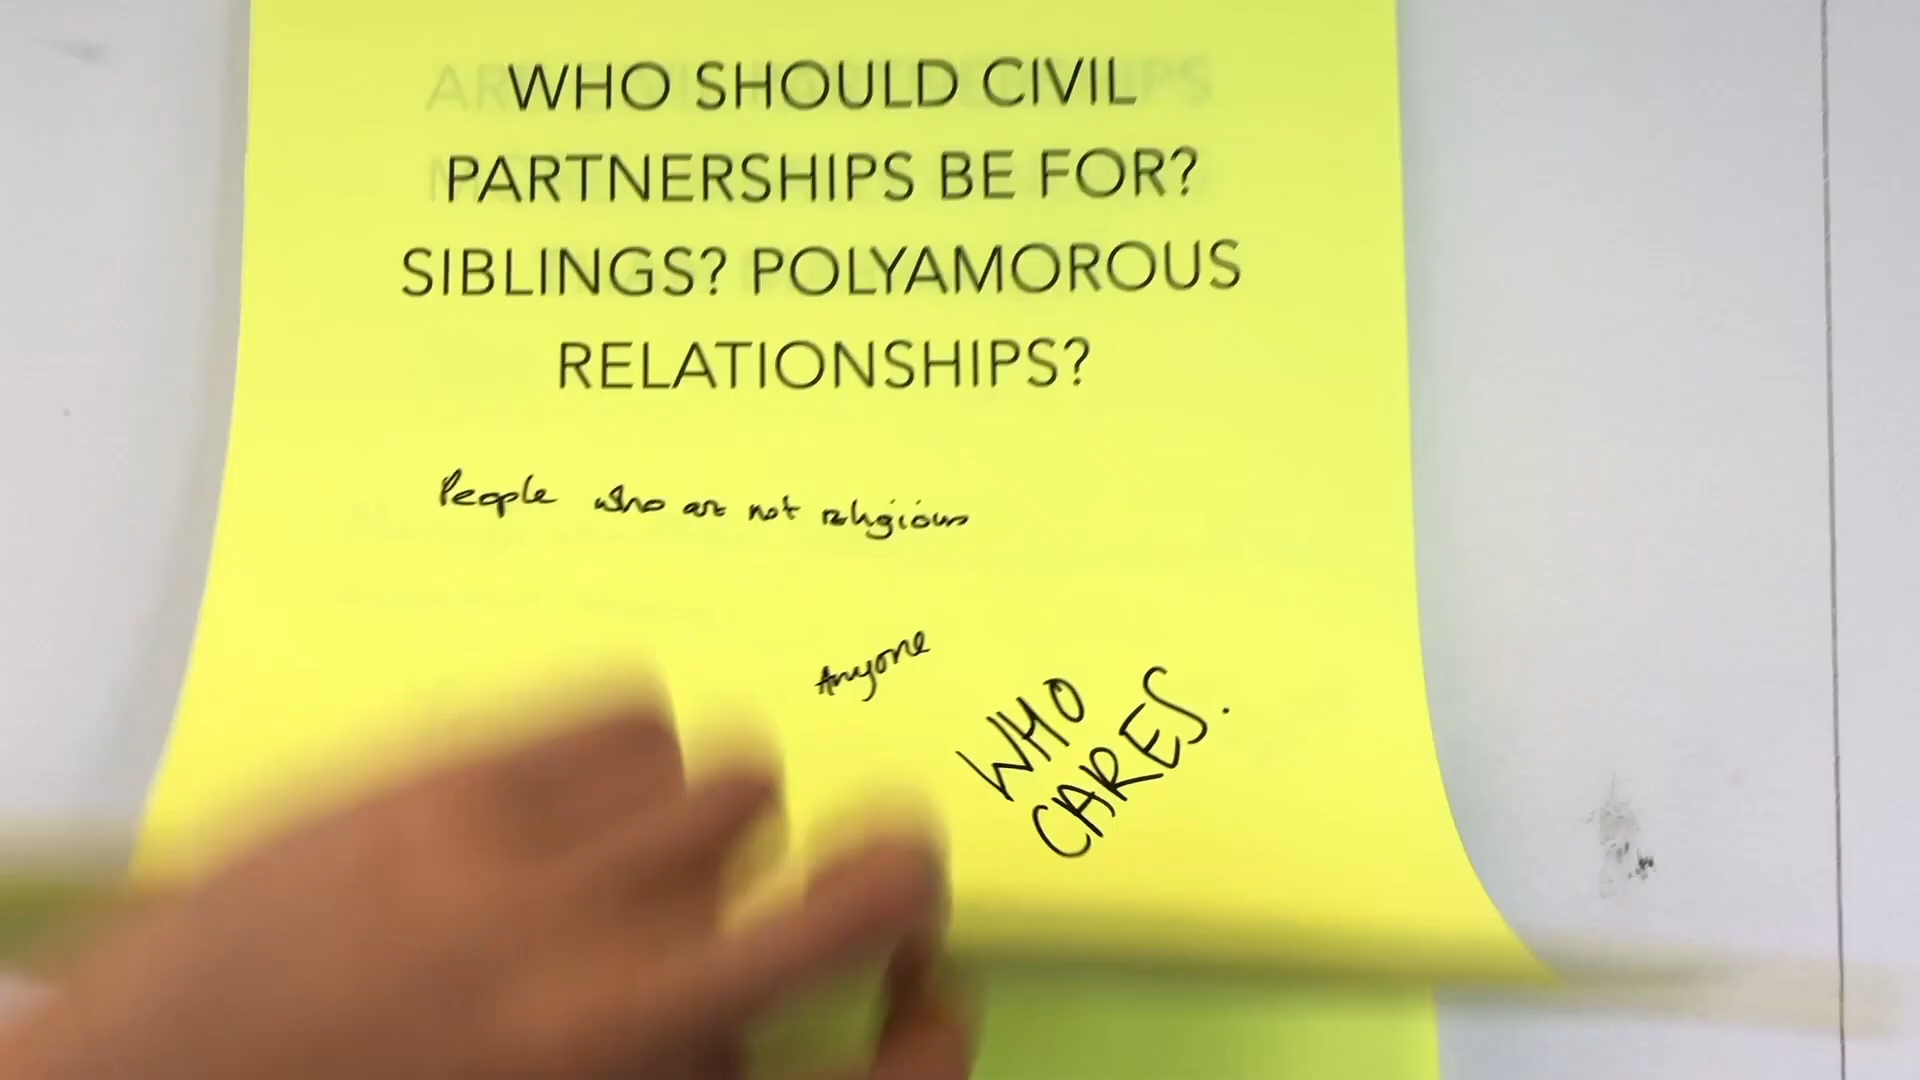 WHO SHOULD CIVIL
PARTNERSHIPS BE FOR?
SIBLINGS? POLYAMOROUS
RELATIONSHIPS?
People who are not religious
Anyone
WHO
CARES.